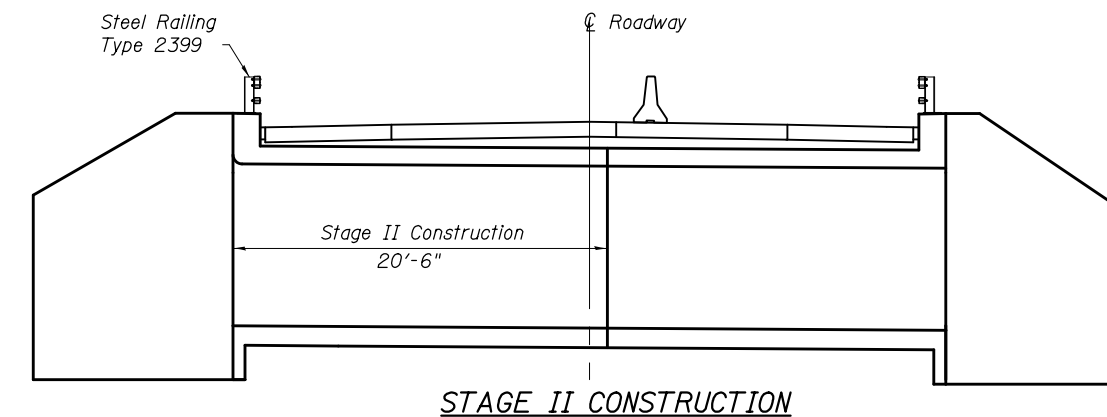 Steel Railing
Type 2399
℄ Roadway
Stage II Construction
20'-6"
STAGE II CONSTRUCTION